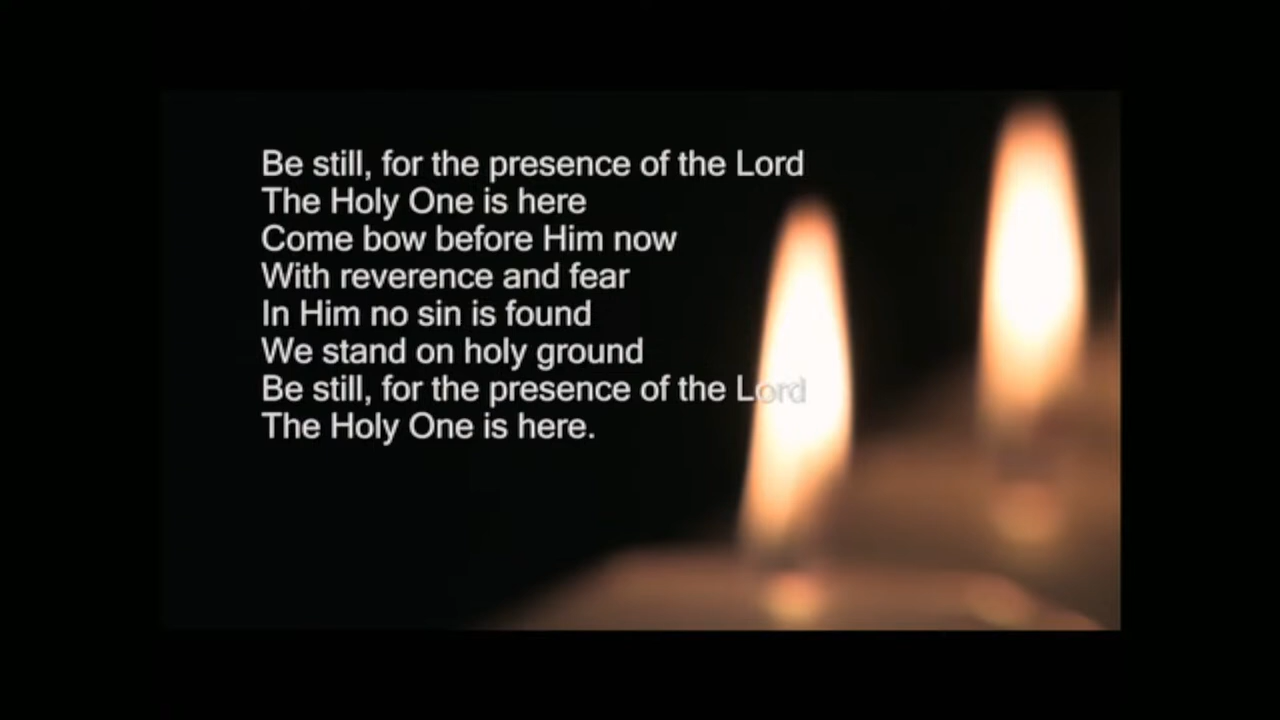 Be still, for the presence of the Lord
The Holy One is here
Come bow before Him now
With reverence and fear
In Him no sin is found
We stand on holy ground
Be still, for the presence of the Lord
The Holy One is here.